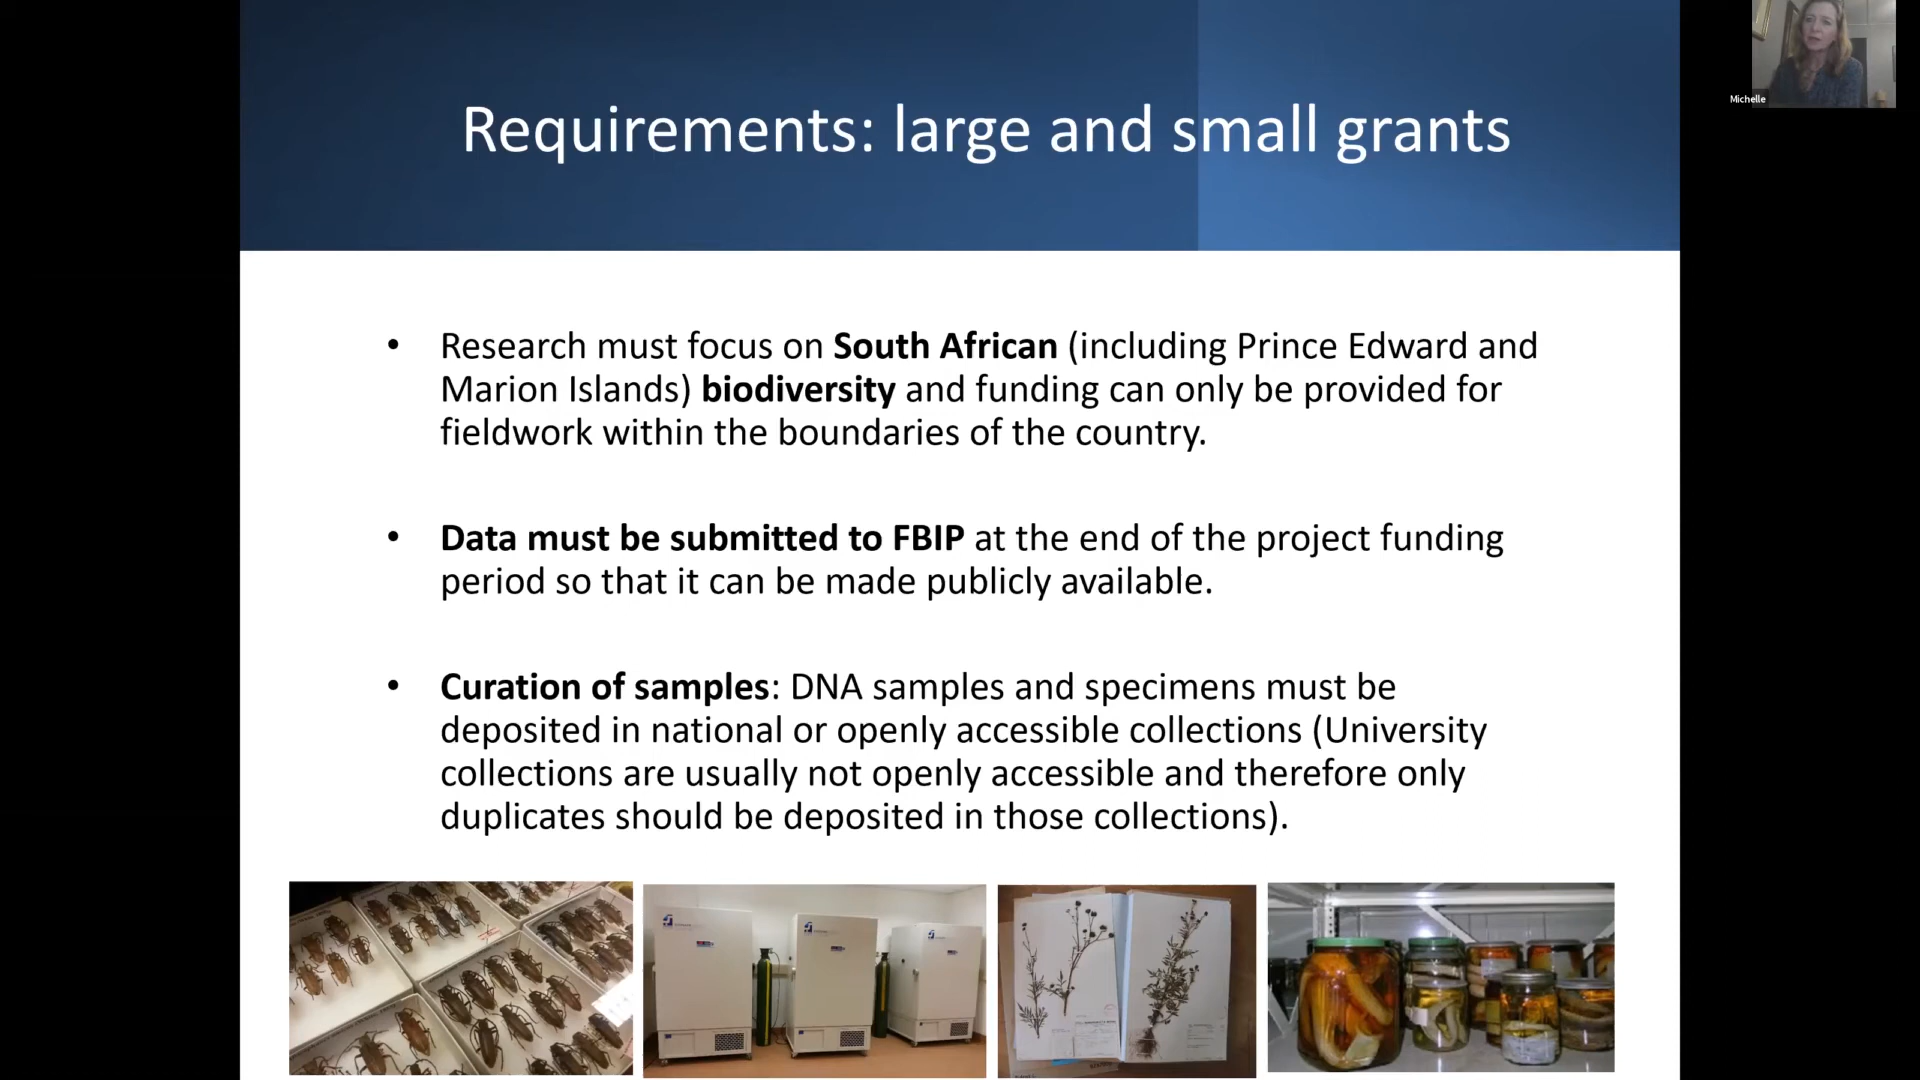 Michelle
Requirements: large and small grants
• Research must focus on South African (including Prince Edward and
Marion Islands) biodiversity and funding can only be provided for
fieldwork within the boundaries of the country.
• Data must be submitted to FBIP at the end of the project funding
period so that it can be made publicly available.
• Curation of samples: DNA samples and specimens must be
deposited in national or openly accessible collections (University
collections are usually not openly accessible and therefore only
duplicates should be deposited in those collections).